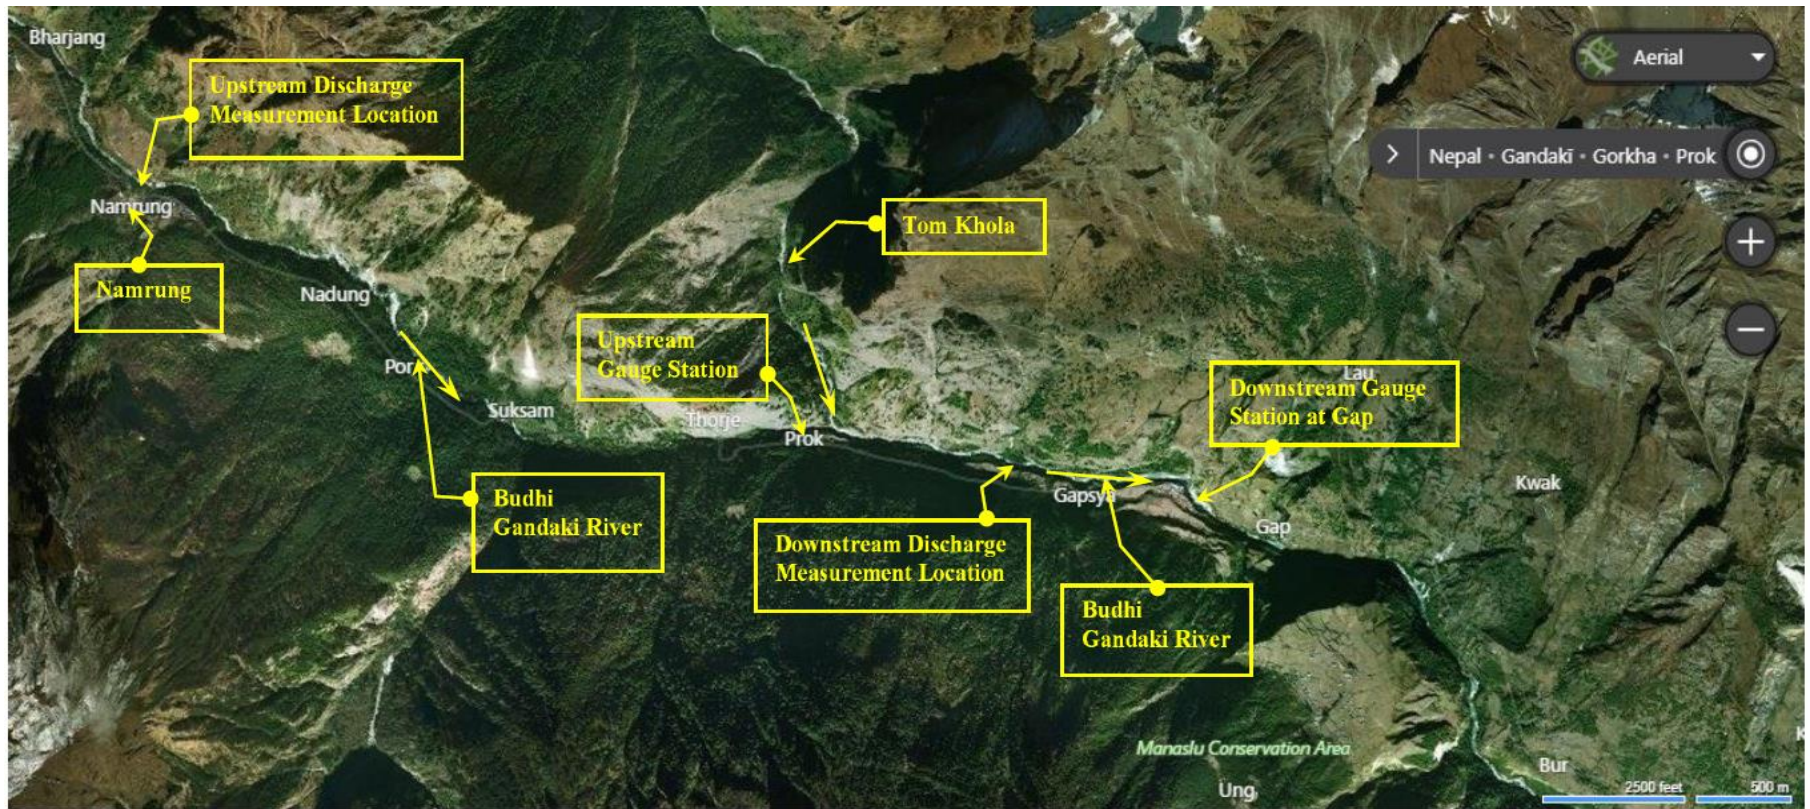 Bharjang
Upstream Discharge
Measurement Location
Aerial
Nepal • Gandakī • Gorkha • Prok
Namrung
Tom Khola
Namrung
Nadung
Upstream
Gauge Station
Downstream Gauge
Station at Gap
Lau
Suksam
Thorje
Prok
Kwak
Budhi
Gandaki River
Gapsya
Gap
Downstream Discharge
Measurement Location
Budhi
Gandaki River
Manaslu Conservation Area
Bur
Ung
2500 feet
500 m